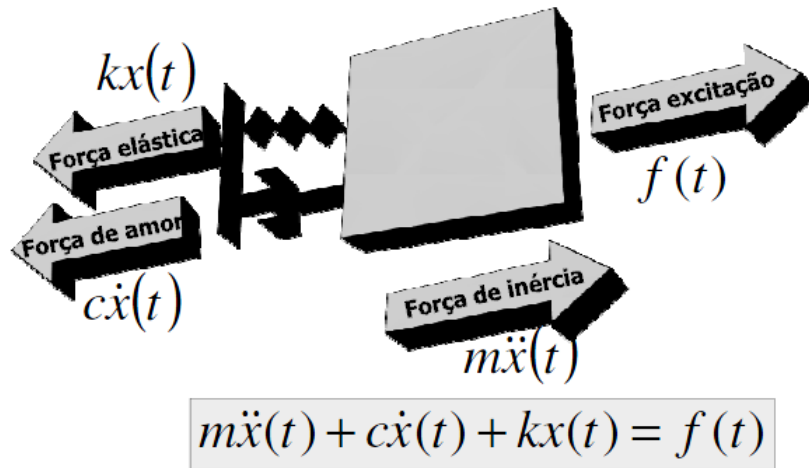 kx(t)
Força elástica
Força excitação
f(t)
Força de amor
cẋ(t)
Força de inércia
mẍ(t)
mẍ(t) + cẋ(t) + kx(t) = f(t)